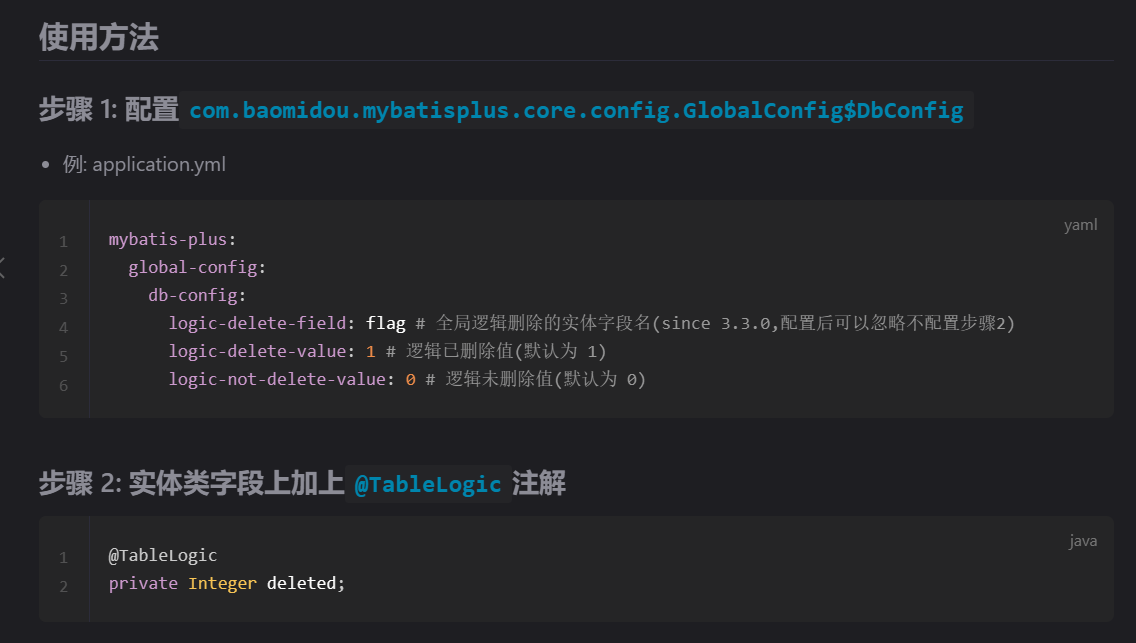 使用方法
步骤 1: 配置 com.baomidou.mybatisplus.core.config.GlobalConfig$DbConfig
例: application.yml
yaml
1 mybatis-plus:
2 global-config:
3 db-config:
4 logic-delete-field: flag # 全局逻辑删除的实体字段名(since 3.3.0,配置后可以忽略不配置步骤2)
5 logic-delete-value: 1 # 逻辑已删除值(默认为 1)
6 logic-not-delete-value: 0 # 逻辑未删除值(默认为 0)
步骤 2: 实体类字段上加上 @TableLogic 注解
java
1 @TableLogic
2 private Integer deleted;